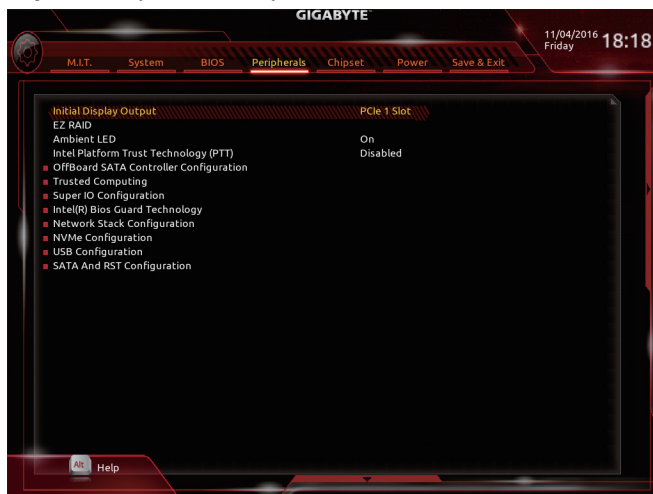 GIGABYTE™
11/04/2016 18:18
Friday
M.I.T. System BIOS Peripherals Chipset Power Save & Exit
Initial Display Output PCIe 1 Slot
EZ RAID
Ambient LED On
Intel Platform Trust Technology (PTT) Disabled
OffBoard SATA Controller Configuration
Trusted Computing
Super IO Configuration
Intel(R) Bios Guard Technology
Network Stack Configuration
NVMe Configuration
USB Configuration
SATA And RST Configuration
Alt Help